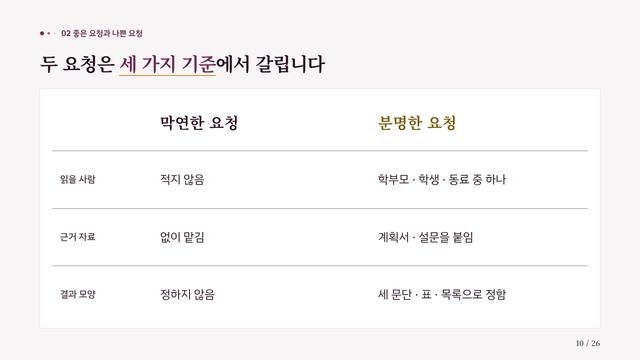 02 좋은 요청과 나쁜 요청
두 요청은 세 가지 기준에서 갈립니다
막연한 요청 분명한 요청
읽을 사람 적지 않음 학부모 · 학생 · 동료 중 하나
근거 자료 없이 맡김 계획서 · 설문을 붙임
결과 모양 정하지 않음 세 문단 · 표 · 목록으로 정함
10 / 26